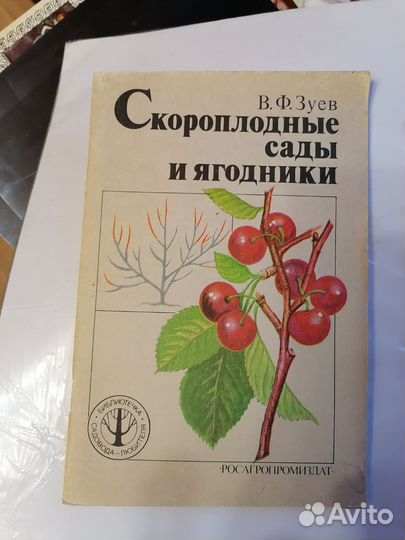 В.Ф.Зуев
Скороплодные
сады
и ягодники
·БИБЛИОТЕЧКА·
САДОВОДА–ЛЮБИТЕЛЯ
·РОСАГРОПРОМИЗДАТ·
Avito